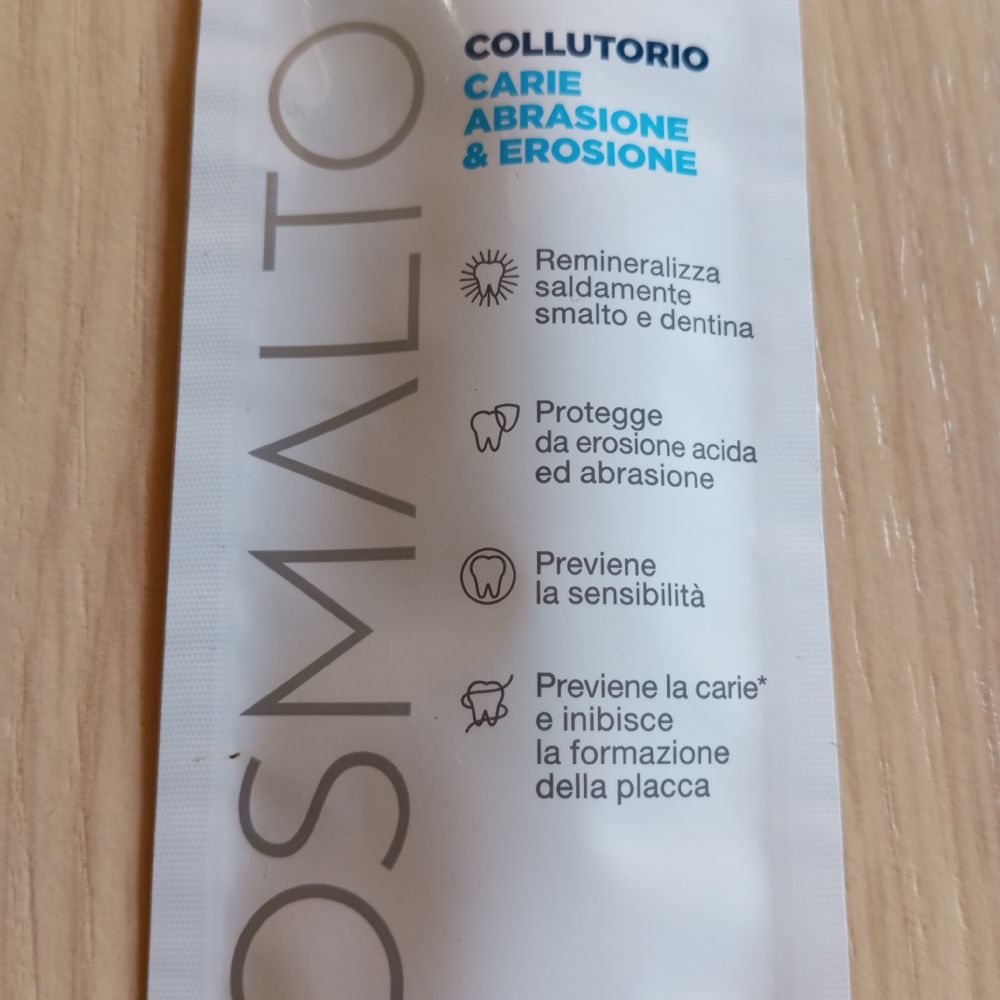 OSMALTO
COLLUTORIO
CARIE
ABRASIONE
& EROSIONE
Remineralizza
saldamente
smalto e dentina
Protegge
da erosione acida
ed abrasione
Previene
la sensibilità
Previene la carie*
e inibisce
la formazione
della placca